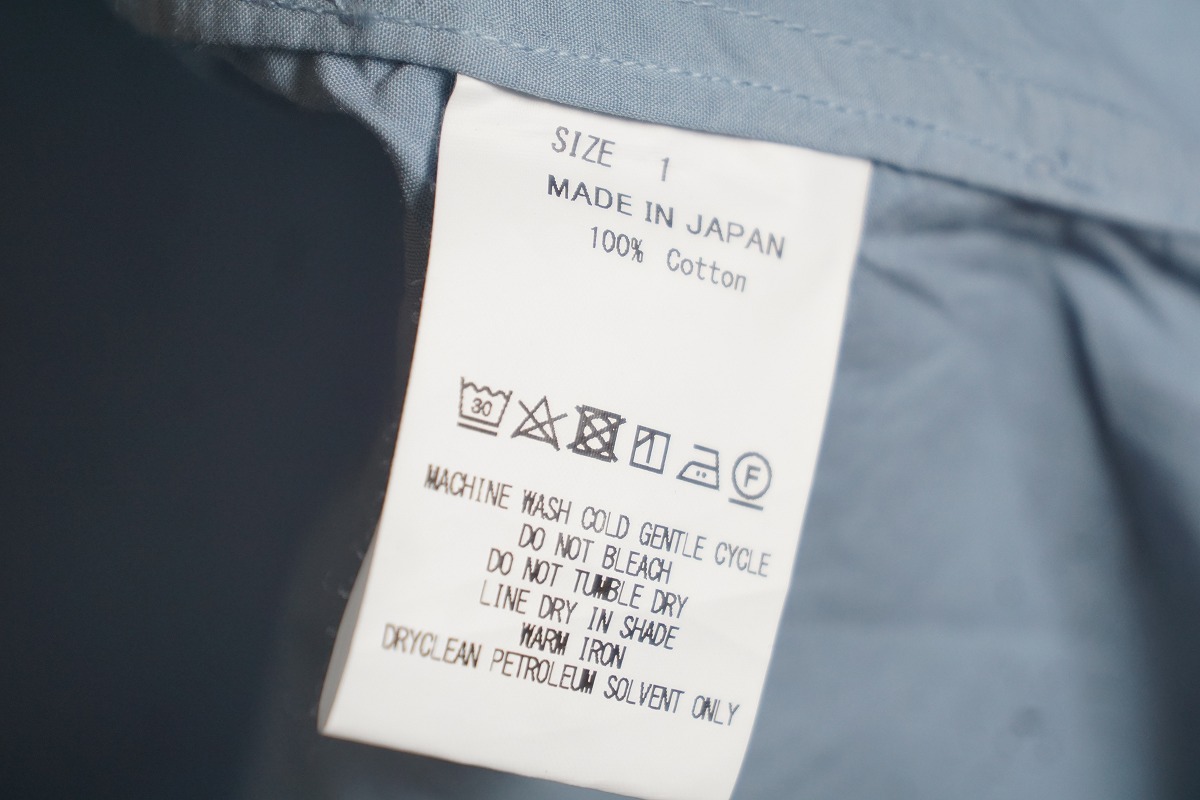 SIZE 1
MADE IN JAPAN
100% Cotton
30 F
MACHINE WASH COLD GENTLE CYCLE
DO NOT BLEACH
DO NOT TUMBLE DRY
LINE DRY IN SHADE
WARM IRON
DRYCLEAN PETROLEUM SOLVENT ONLY